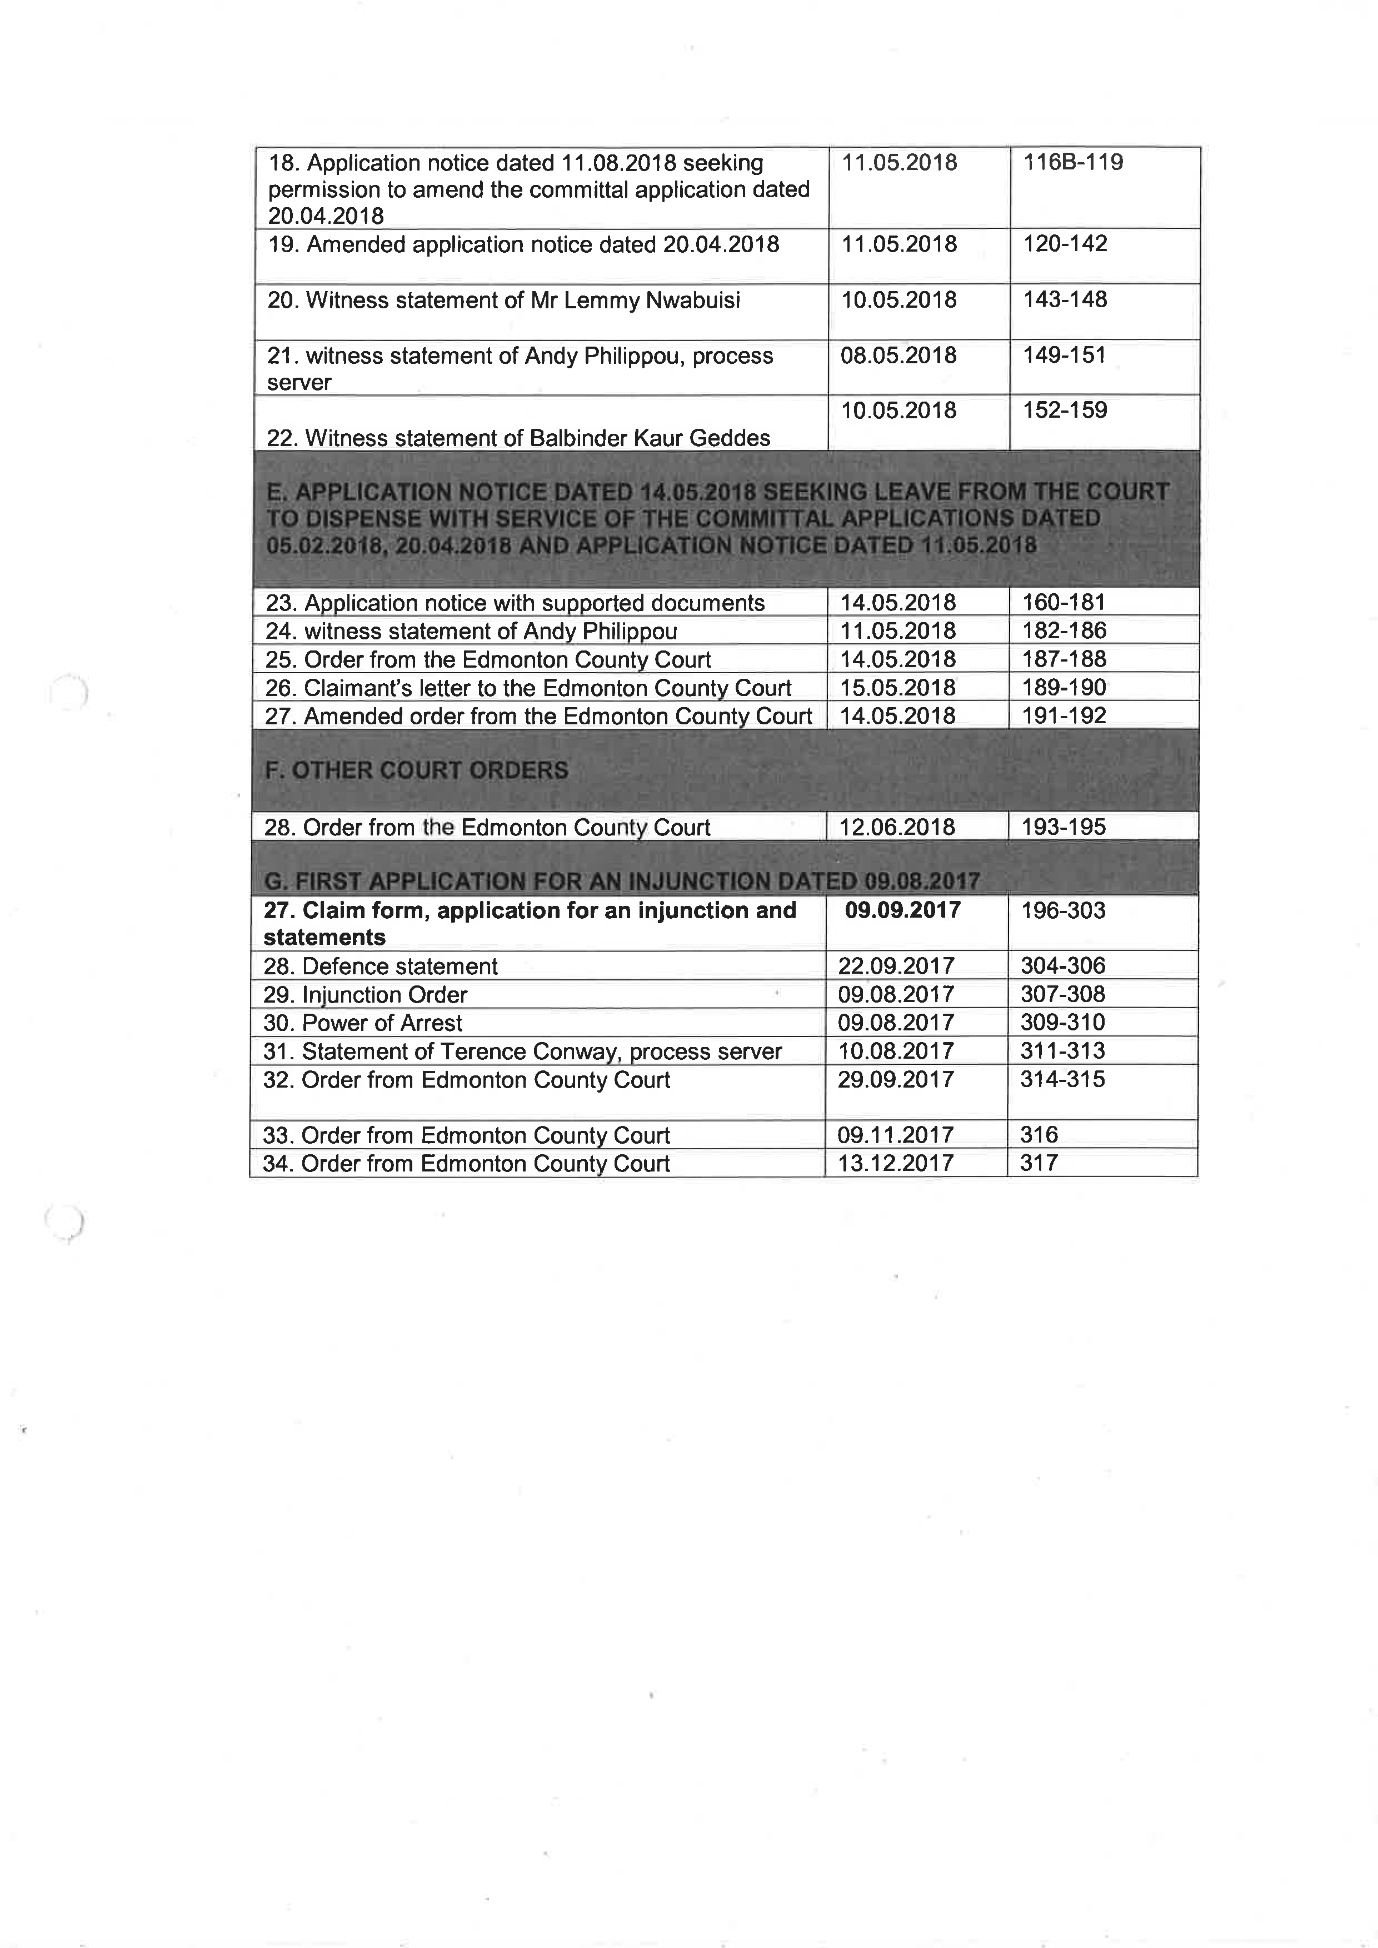 18. Application notice dated 11.08.2018 seeking 11.05.2018 116B-119
permission to amend the committal application dated
20.04.2018
19. Amended application notice dated 20.04.2018 11.05.2018 120-142
20. Witness statement of Mr Lemmy Nwabuisi 10.05.2018 143-148
21. witness statement of Andy Philippou, process 08.05.2018 149-151
server
10.05.2018 152-159
22. Witness statement of Balbinder Kaur Geddes
E. APPLICATION NOTICE DATED 14.05.2018 SEEKING LEAVE FROM THE COURT
TO DISPENSE WITH SERVICE OF THE COMMITTAL APPLICATIONS DATED
05.02.2018, 20.04.2018 AND APPLICATION NOTICE DATED 11.05.2018
23. Application notice with supported documents 14.05.2018 160-181
24. witness statement of Andy Philippou 11.05.2018 182-186
25. Order from the Edmonton County Court 14.05.2018 187-188
26. Claimant's letter to the Edmonton County Court 15.05.2018 189-190
27. Amended order from the Edmonton County Court 14.05.2018 191-192
F. OTHER COURT ORDERS
28. Order from the Edmonton County Court 12.06.2018 193-195
G. FIRST APPLICATION FOR AN INJUNCTION DATED 09.08.2017
27. Claim form, application for an injunction and 09.09.2017 196-303
statements
28. Defence statement 22.09.2017 304-306
29. Injunction Order 09.08.2017 307-308
30. Power of Arrest 09.08.2017 309-310
31. Statement of Terence Conway, process server 10.08.2017 311-313
32. Order from Edmonton County Court 29.09.2017 314-315
33. Order from Edmonton County Court 09.11.2017 316
34. Order from Edmonton County Court 13.12.2017 317